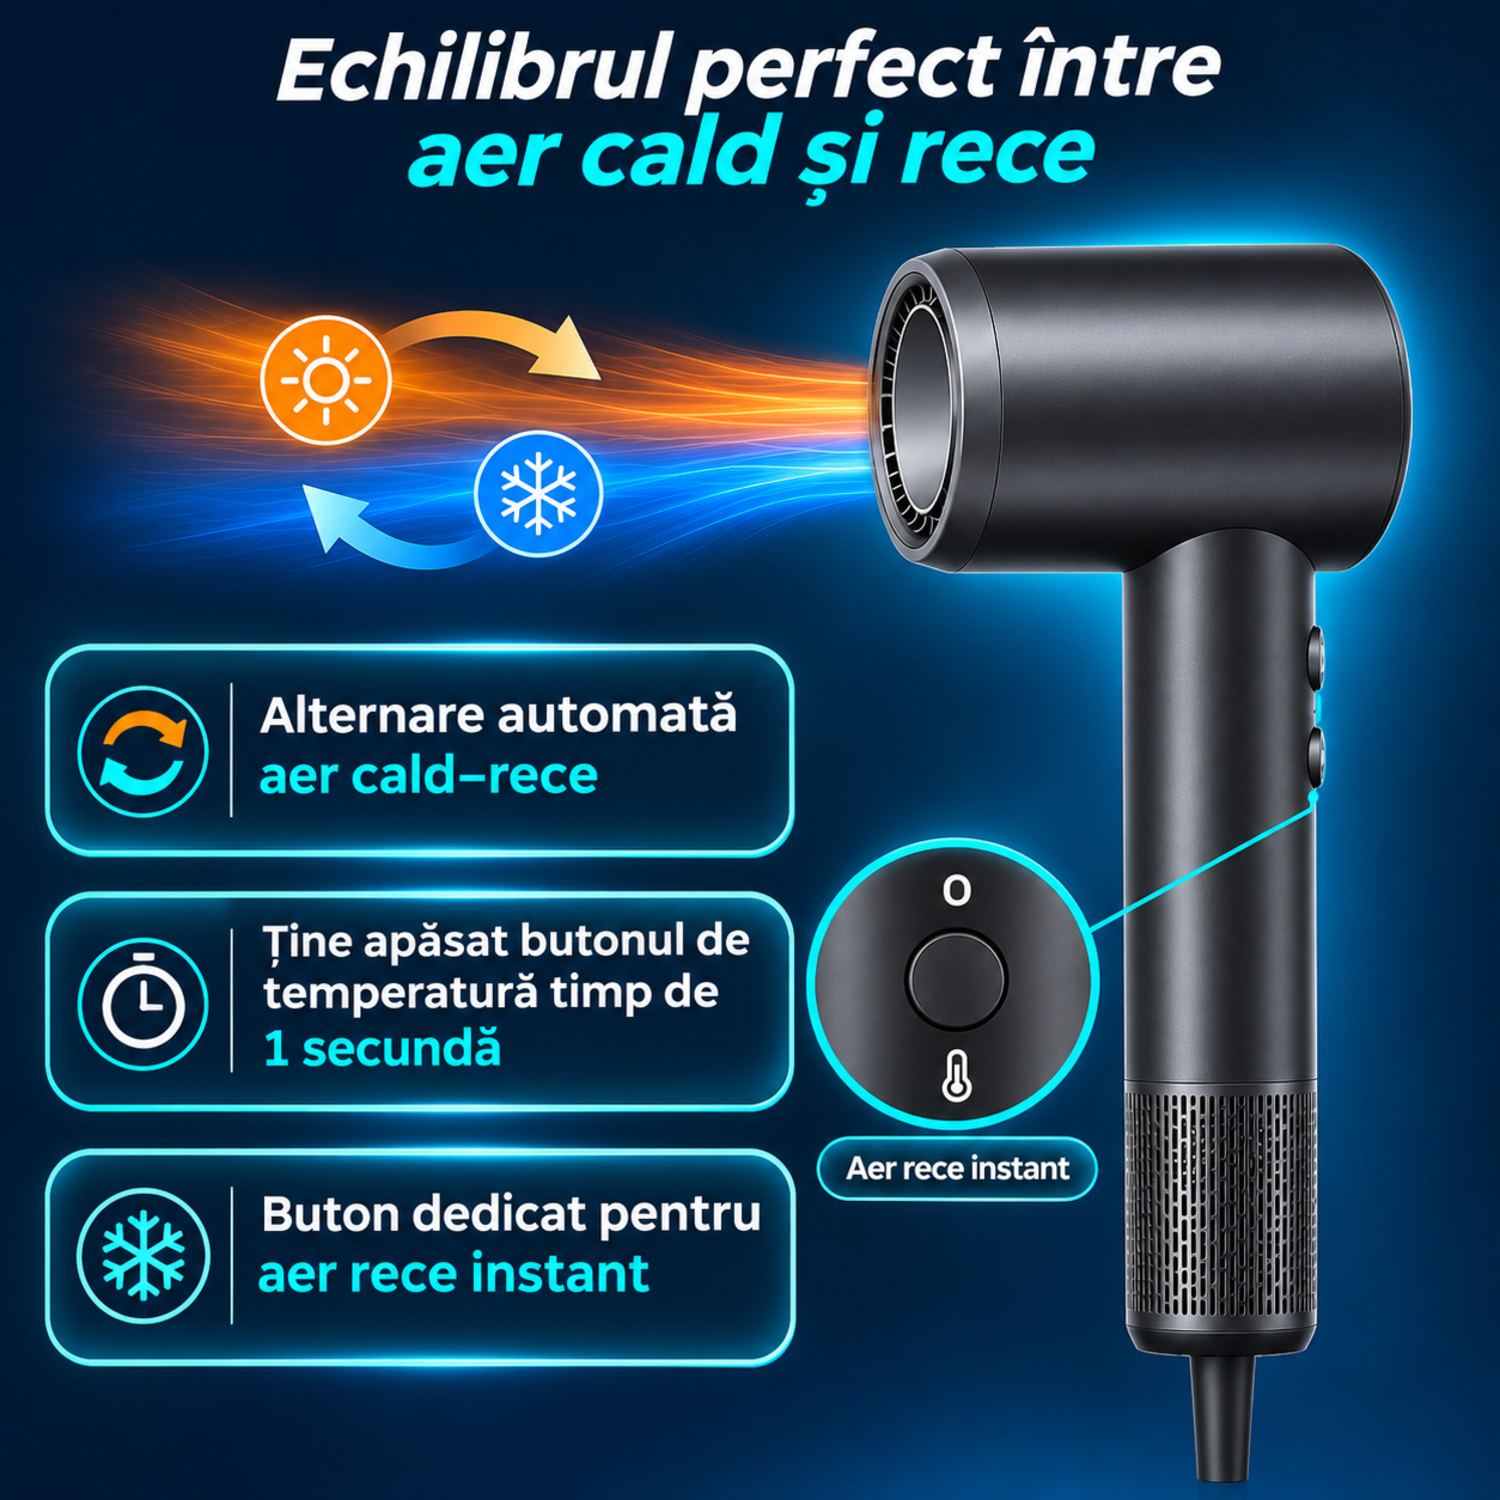 Echilibrul perfect între
aer cald și rece
Alternare automată
aer cald–rece
Ține apăsat butonul de
temperatură timp de
1 secundă
O
Aer rece instant
Buton dedicat pentru
aer rece instant